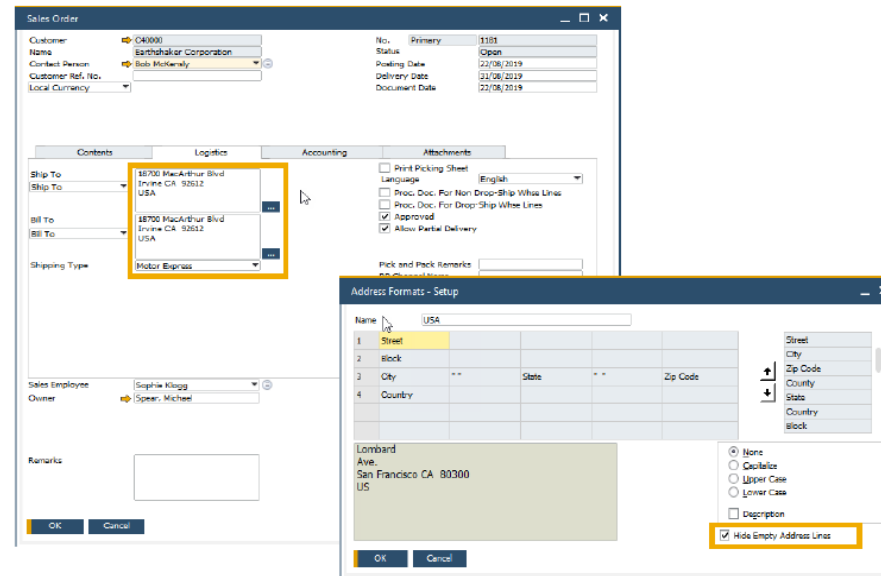 Sales Order
Customer C40000 No. Primary 1181
Name Earthshaker Corporation Status Open
Contact Person Bob McKensly Posting Date 22/08/2019
Customer Ref. No. Delivery Date 31/08/2019
Local Currency Document Date 22/08/2019
Contents Logistics Accounting Attachments
Ship To 18700 MacArthur Blvd Print Picking Sheet
Ship To Irvine CA 92612 Language English
USA Proc. Doc. For Non Drop-Ship Whse Lines
... Proc. Doc. For Drop-Ship Whse Lines
Bill To 18700 MacArthur Blvd Approved
Bill To Irvine CA 92612 Allow Partial Delivery
USA
...
Shipping Type Motor Express Pick and Pack Remarks
Sales Employee Sophie Klogg
Owner Spear, Michael
Remarks
OK Cancel
Address Formats - Setup
Name USA
1 Street
2 Block
3 City " " State " " Zip Code
4 Country
Street
City
Zip Code
County
State
Country
Block
Lombard
Ave.
San Francisco CA 80300
US
None
Capitalize
Upper Case
Lower Case
Description
Hide Empty Address Lines
OK Cancel